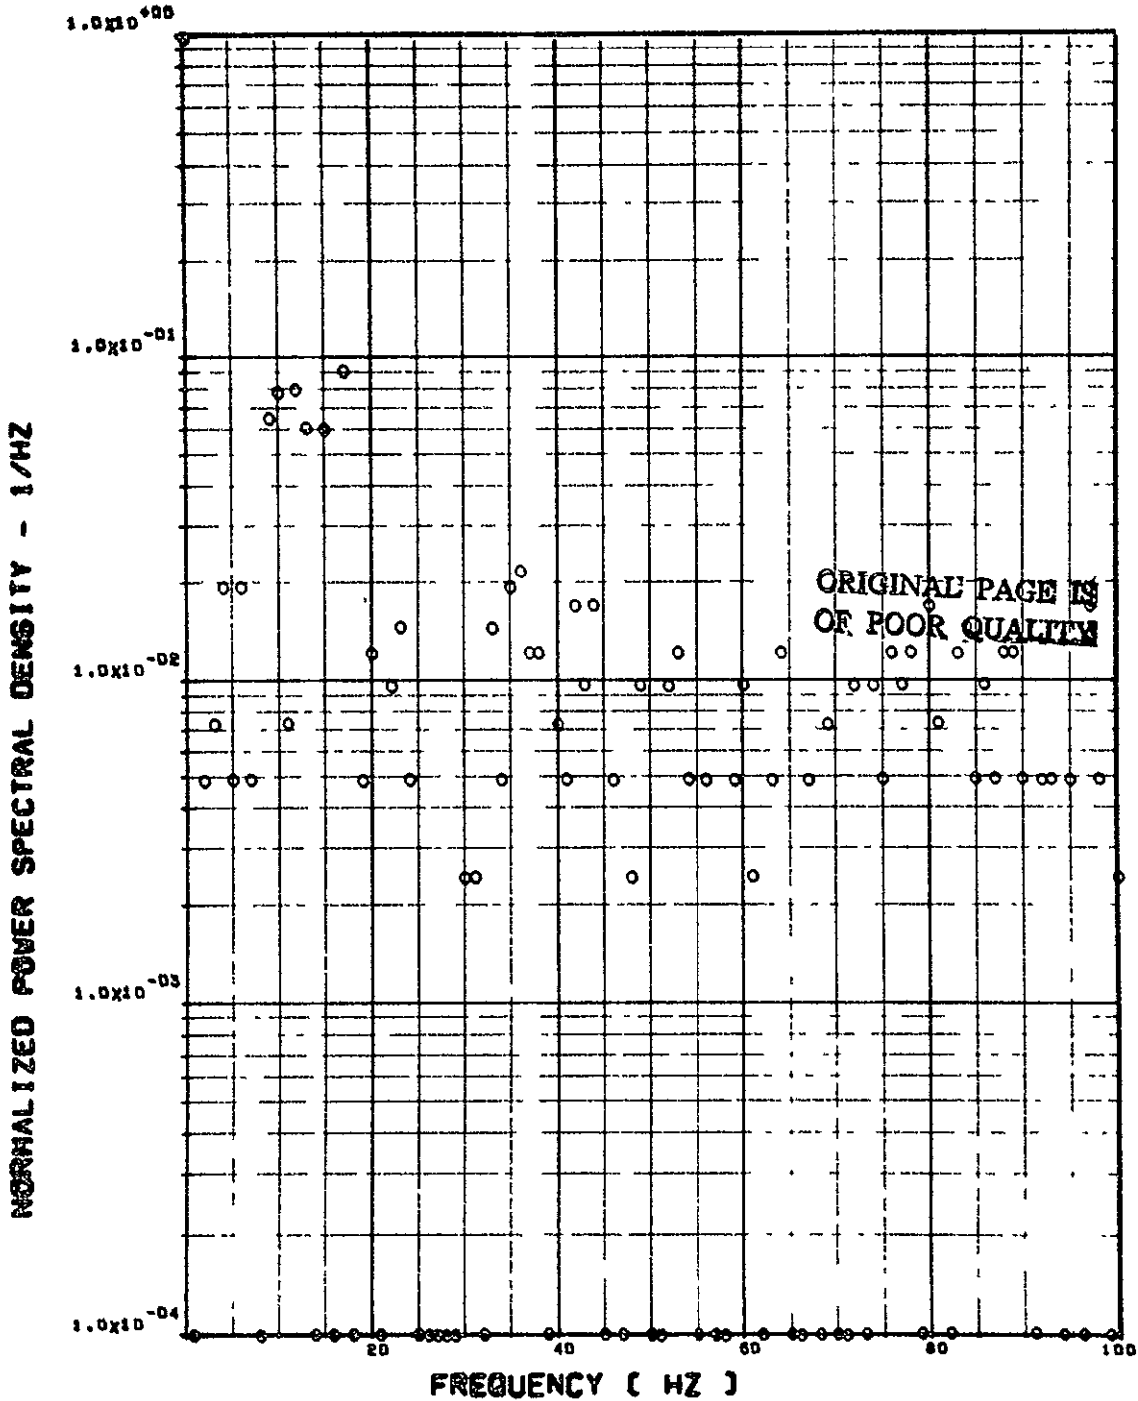 1.0X10^+00
1.0X10^-01
1.0X10^-02
1.0X10^-03
1.0X10^-04
NORMALIZED POWER SPECTRAL DENSITY - 1/HZ
ORIGINAL PAGE IS
OF POOR QUALITY
20 40 60 80 100
FREQUENCY [ HZ ]